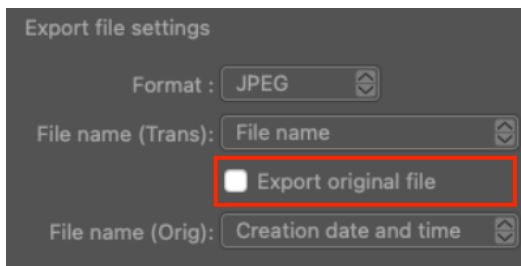 Export file settings
Format : JPEG
File name (Trans): File name
Export original file
File name (Orig): Creation date and time